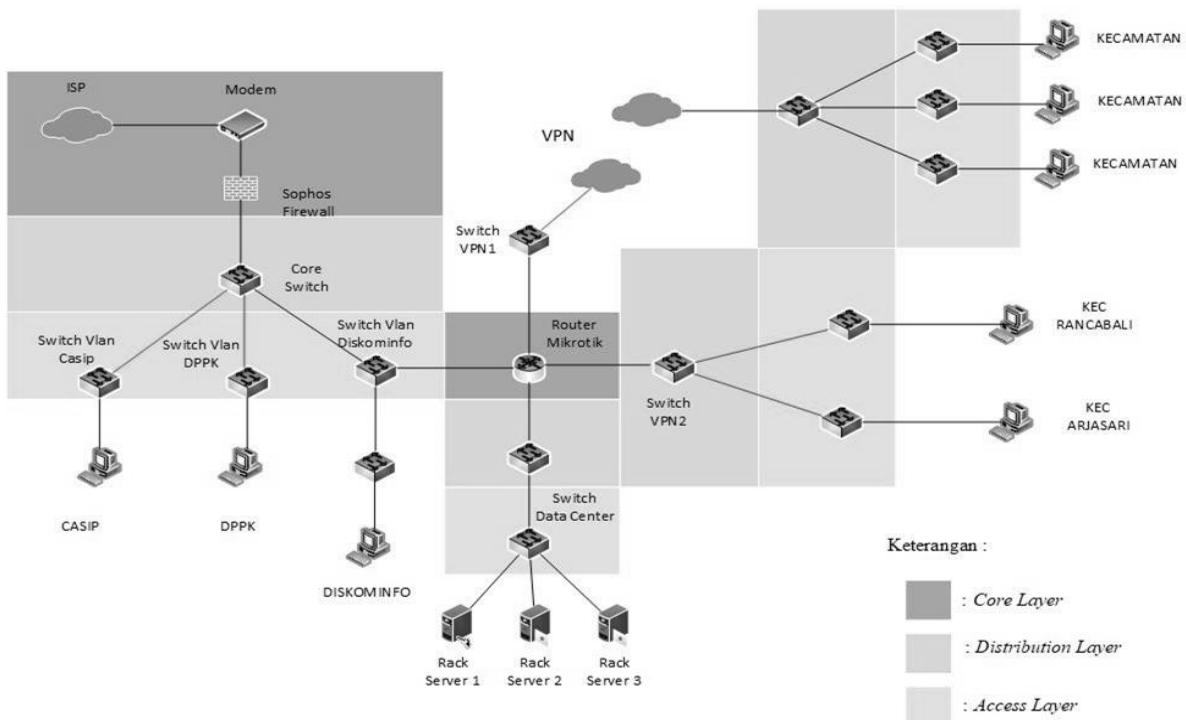 ISP
Modem
Sophos
Firewall
Core
Switch
Switch Vlan
Casip
Switch Vlan
DPPK
Switch Vlan
Diskominfo
CASIP
DPPK
DISKOMINFO
VPN
Switch
VPN1
Router
Mikrotik
Switch
VPN2
Switch
Data Center
Rack
Server 1
Rack
Server 2
Rack
Server 3
KECAMATAN
KECAMATAN
KECAMATAN
KEC
RANCABALI
KEC
ARJASARI
Keterangan :
: Core Layer
: Distribution Layer
: Access Layer